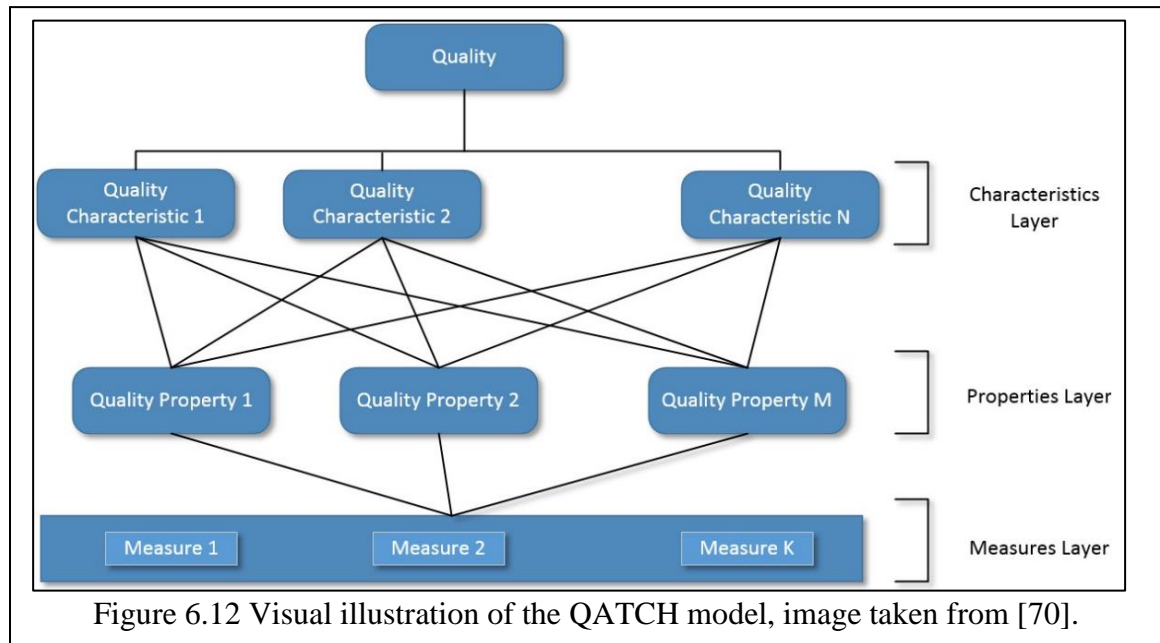 Quality
Quality
Characteristic 1
Quality
Characteristic 2
Quality
Characteristic N
Characteristics
Layer
Quality Property 1
Quality Property 2
Quality Property M
Properties Layer
Measure 1
Measure 2
Measure K
Measures Layer
Figure 6.12 Visual illustration of the QATCH model, image taken from [70].